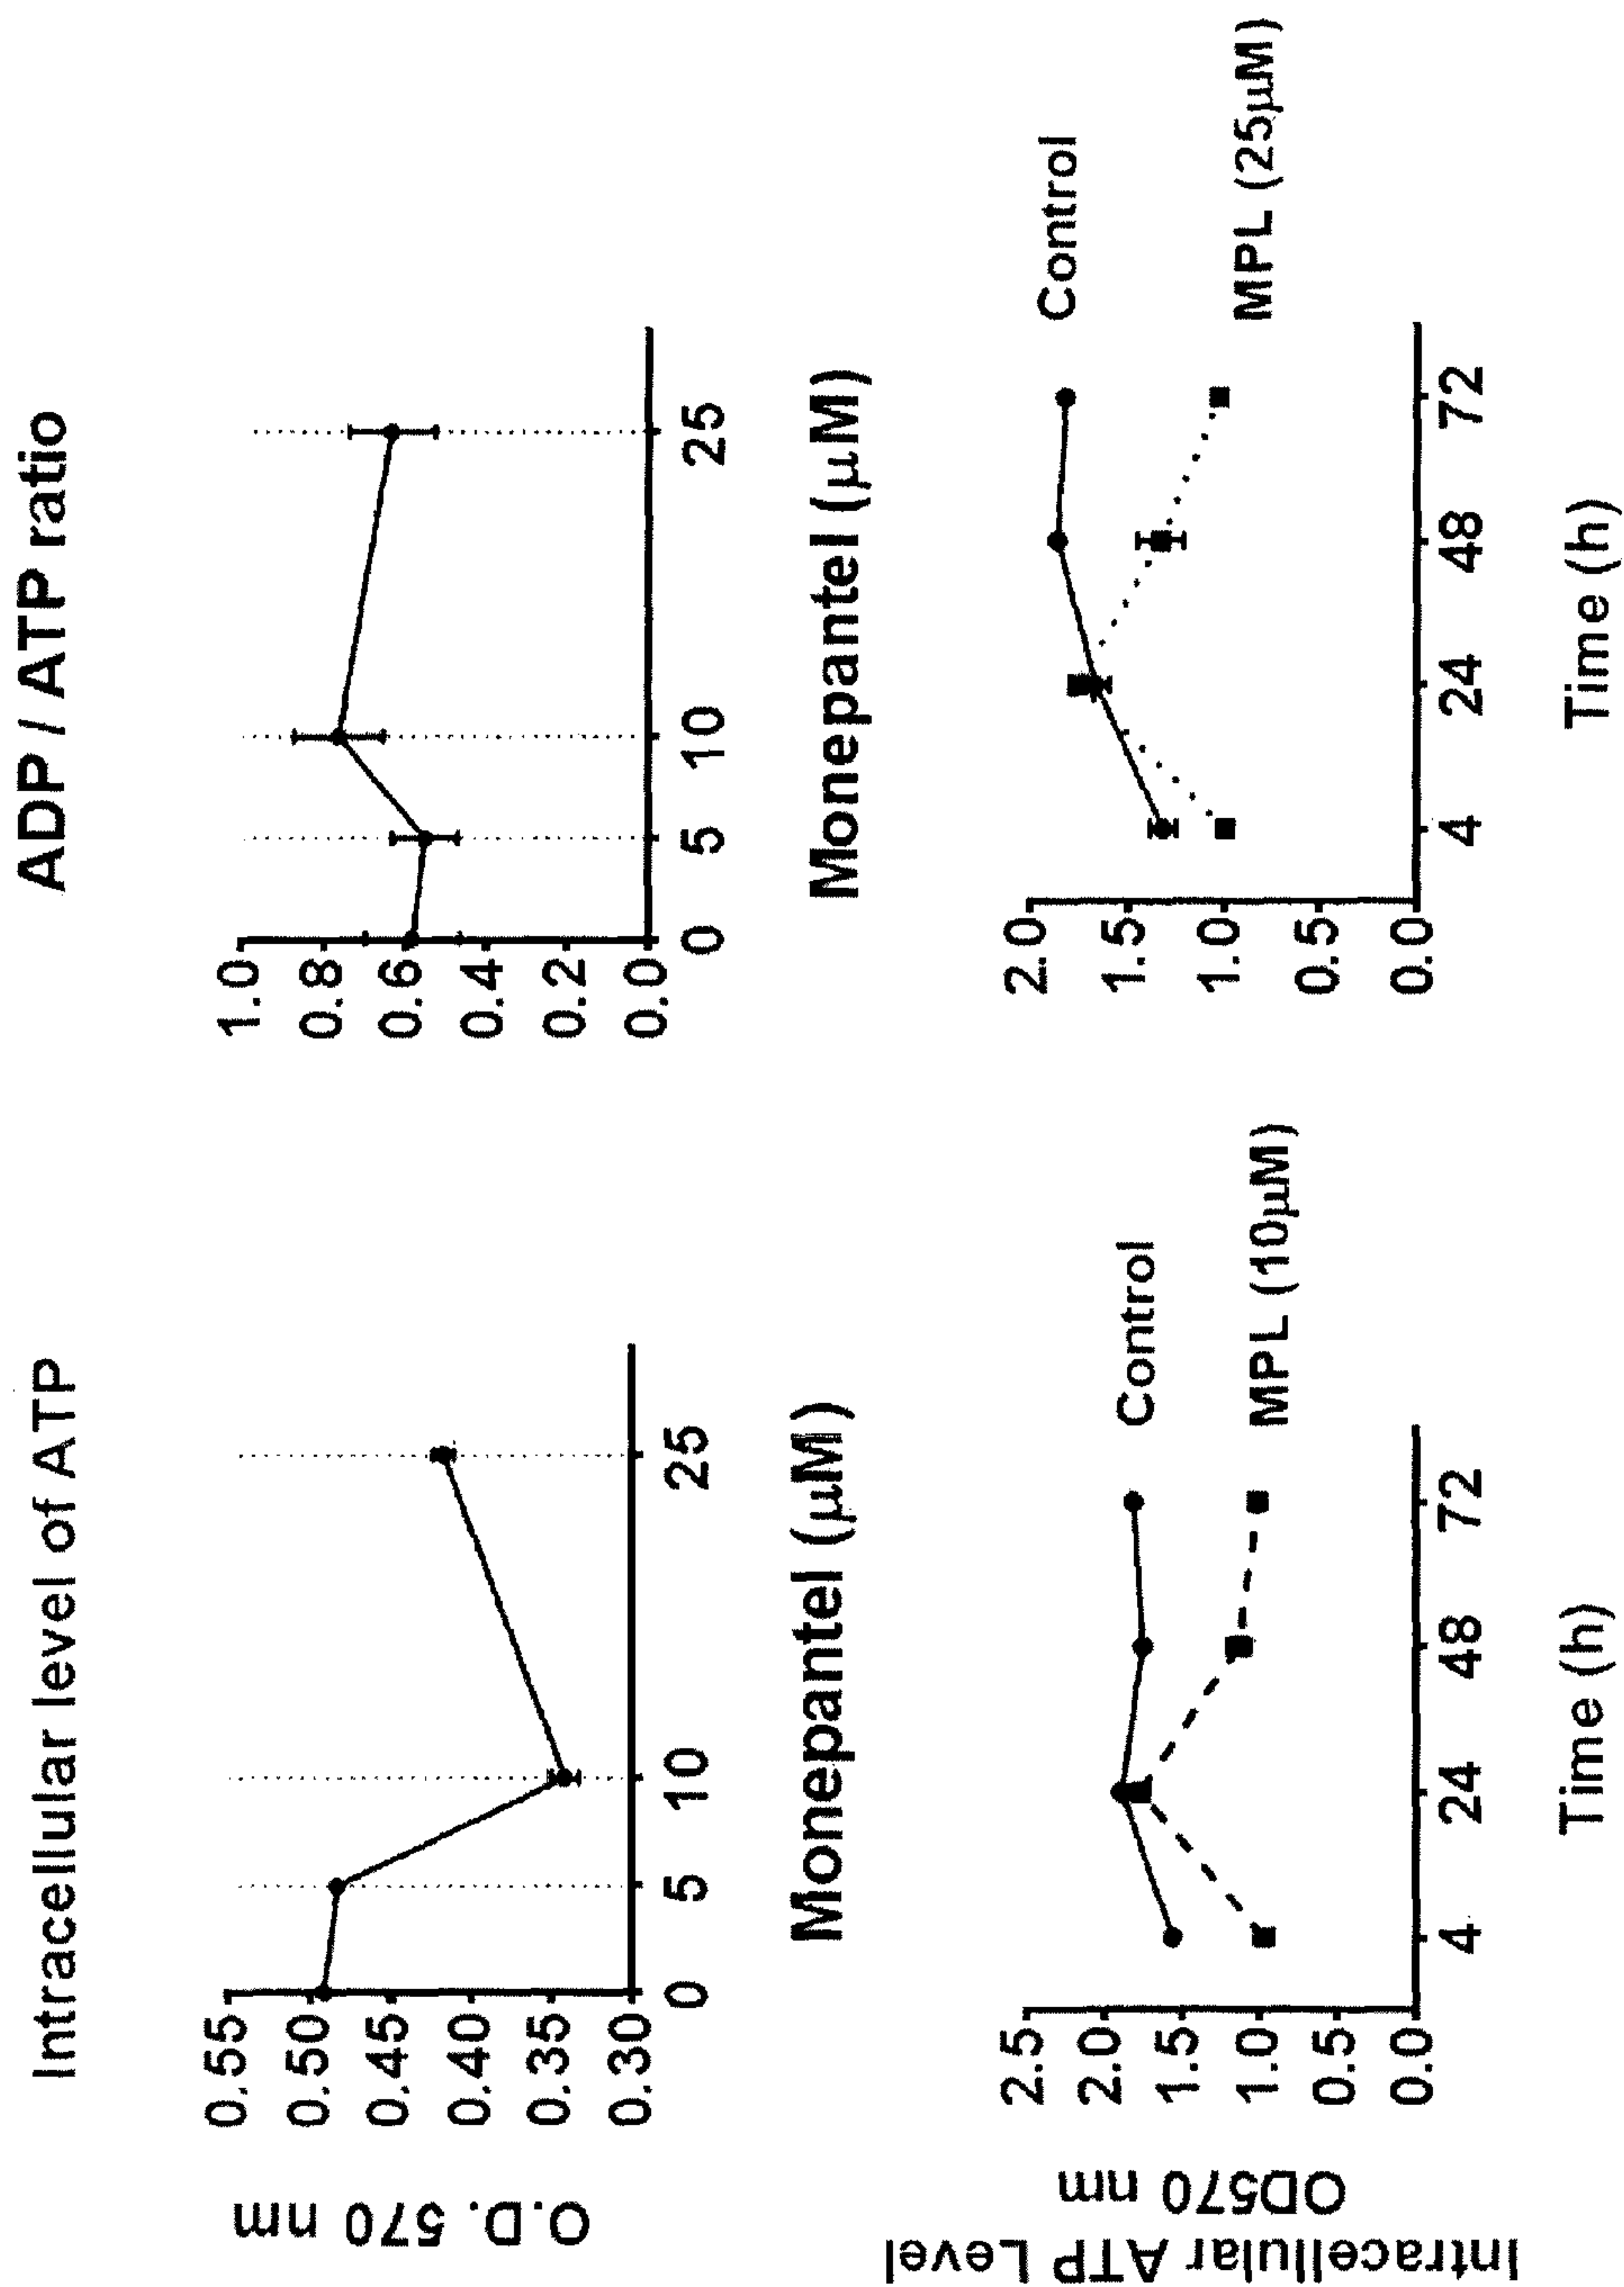 Intracellular level of ATP
O.D. 570 nm
0.55
0.50
0.45
0.40
0.35
0.30
0 5 10 25
Monepantel (µM)
ADP / ATP ratio
1.0
0.8
0.6
0.4
0.2
0.0
0 5 10 25
Monepantel (µM)
Intracellular ATP Level
OD570 nm
2.5
2.0
1.5
1.0
0.5
0.0
4 24 48 72
Time (h)
Control
MPL (10µM)
2.0
1.5
1.0
0.5
0.0
4 24 48 72
Time (h)
Control
MPL (25µM)